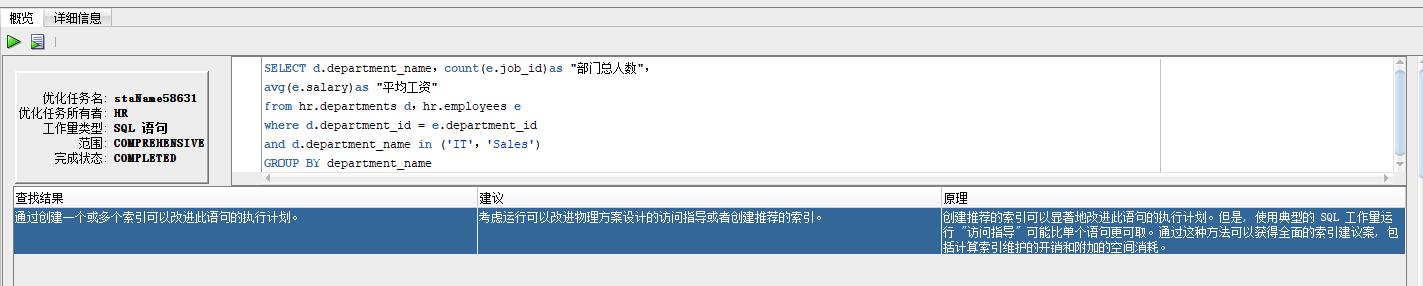 概览 详细信息
优化任务名: staName58631
优化任务所有者: HR
工作量类型: SQL 语句
范围: COMPREHENSIVE
完成状态: COMPLETED
SELECT d.department_name, count(e.job_id)as "部门总人数",
avg(e.salary)as "平均工资"
from hr.departments d, hr.employees e
where d.department_id = e.department_id
and d.department_name in ('IT', 'Sales')
GROUP BY department_name
查找结果 建议 原理
通过创建一个或多个索引可以改进此语句的执行计划。
考虑运行可以改进物理方案设计的访问指导或者创建推荐的索引。
创建推荐的索引可以显著地改进此语句的执行计划。但是, 使用典型的 SQL 工作量运
行 "访问指导" 可能比单个语句更可取。通过这种方法可以获得全面的索引建议案, 包
括计算索引维护的开销和附加的空间消耗。